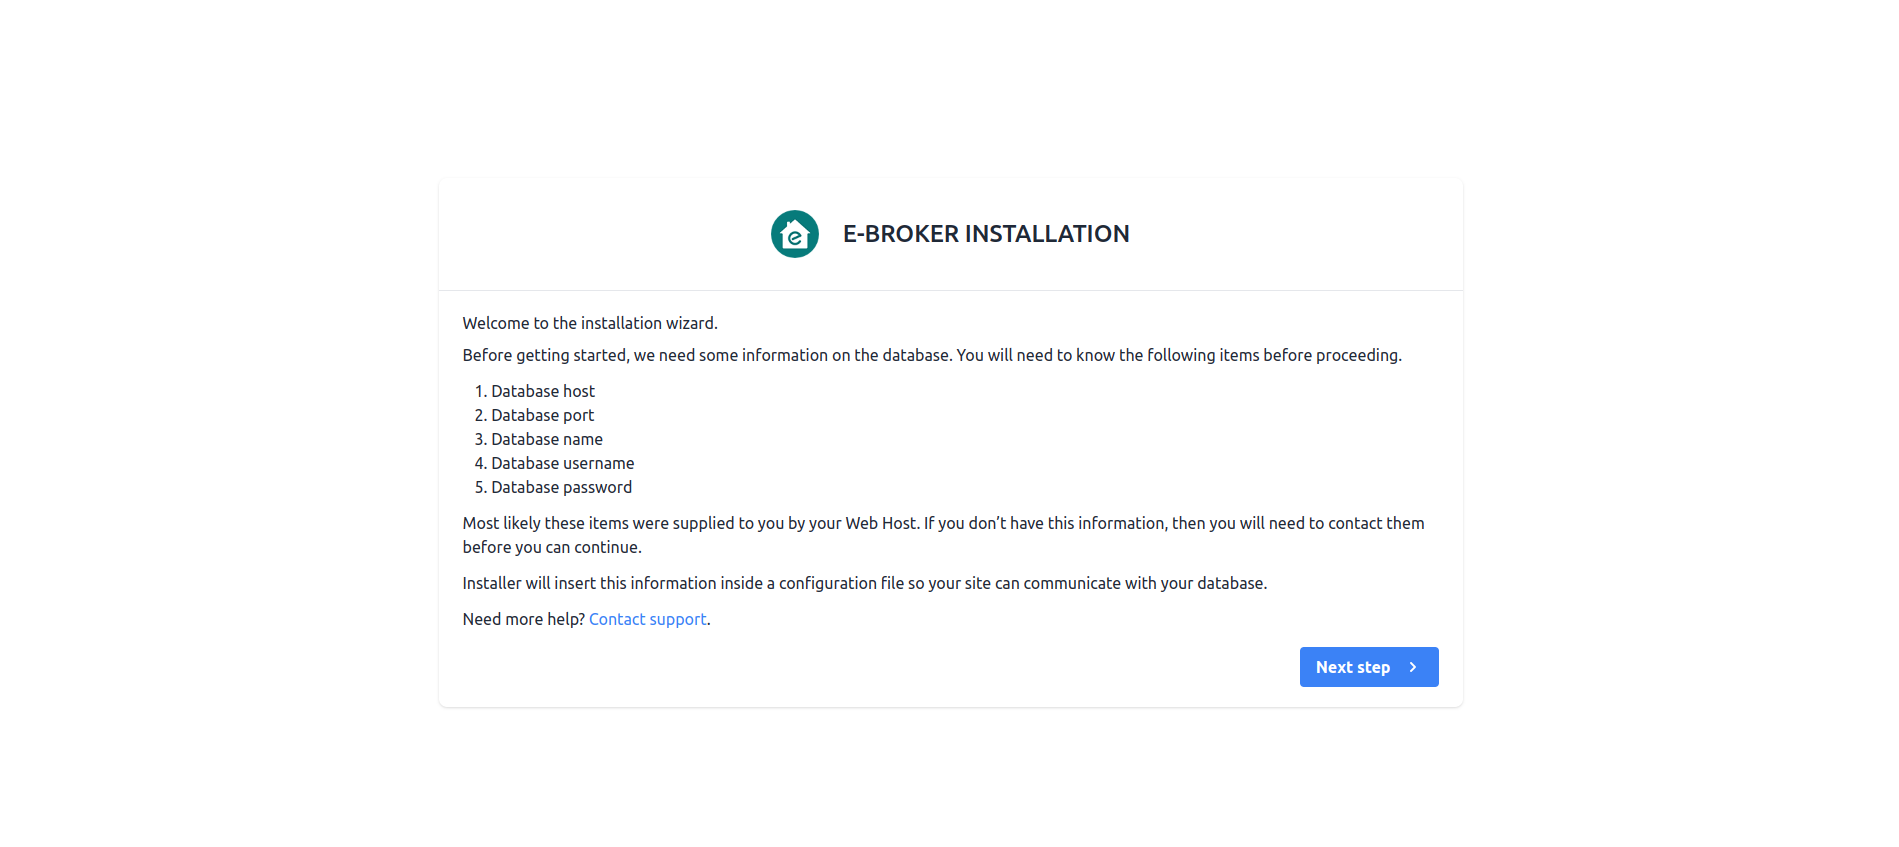 E-BROKER INSTALLATION
Welcome to the installation wizard.
Before getting started, we need some information on the database. You will need to know the following items before proceeding.
1. Database host
2. Database port
3. Database name
4. Database username
5. Database password
Most likely these items were supplied to you by your Web Host. If you don’t have this information, then you will need to contact them
before you can continue.
Installer will insert this information inside a configuration file so your site can communicate with your database.
Need more help? Contact support.
Next step